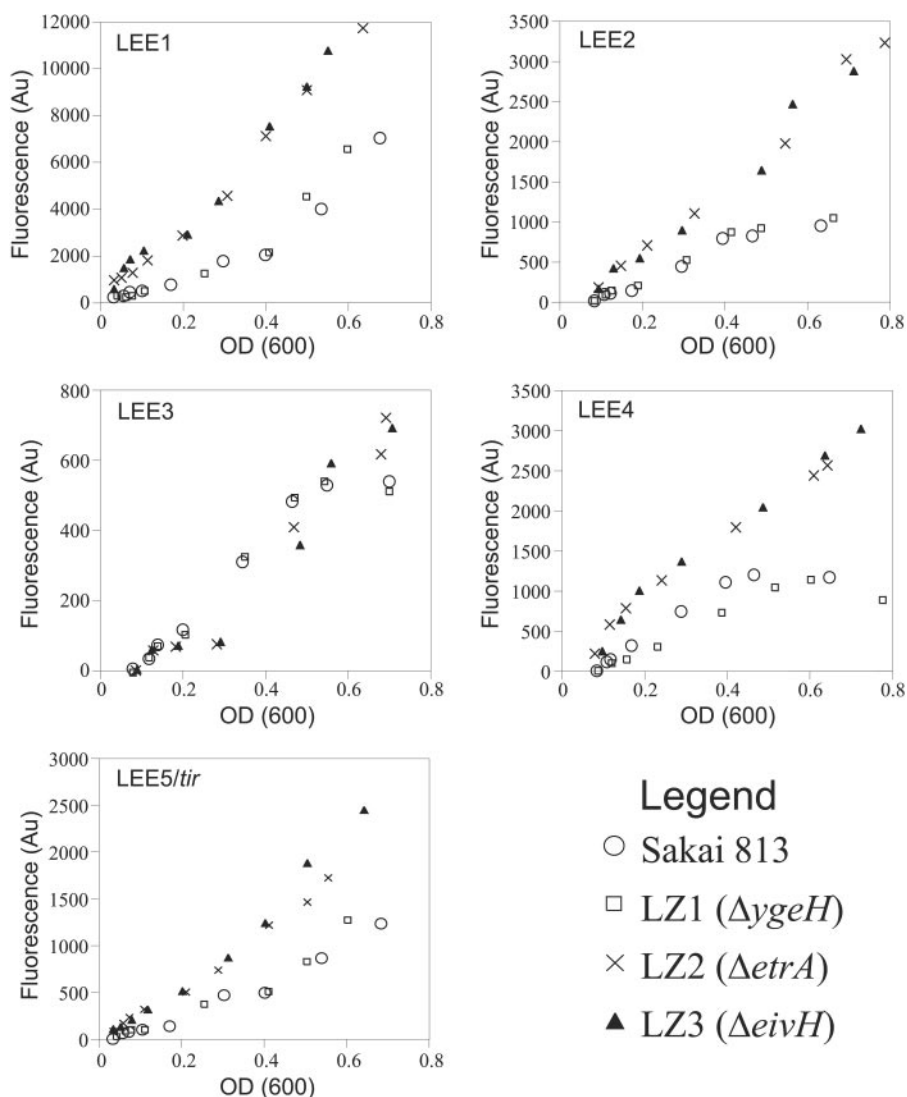 LEE1
Fluorescence (Au)
12000
10000
8000
6000
4000
2000
0
0 0.2 0.4 0.6 0.8
OD (600)
LEE2
Fluorescence (Au)
3500
3000
2500
2000
1500
1000
500
0
0 0.2 0.4 0.6 0.8
OD (600)
LEE3
Fluorescence (Au)
800
600
400
200
0
0 0.2 0.4 0.6 0.8
OD (600)
LEE4
Fluorescence (Au)
3500
3000
2500
2000
1500
1000
500
0
0 0.2 0.4 0.6 0.8
OD (600)
LEE5/tir
Fluorescence (Au)
3000
2500
2000
1500
1000
500
0
0 0.2 0.4 0.6 0.8
OD (600)
Legend
Sakai 813
LZ1 (ΔygeH)
LZ2 (ΔetrA)
LZ3 (ΔeivH)